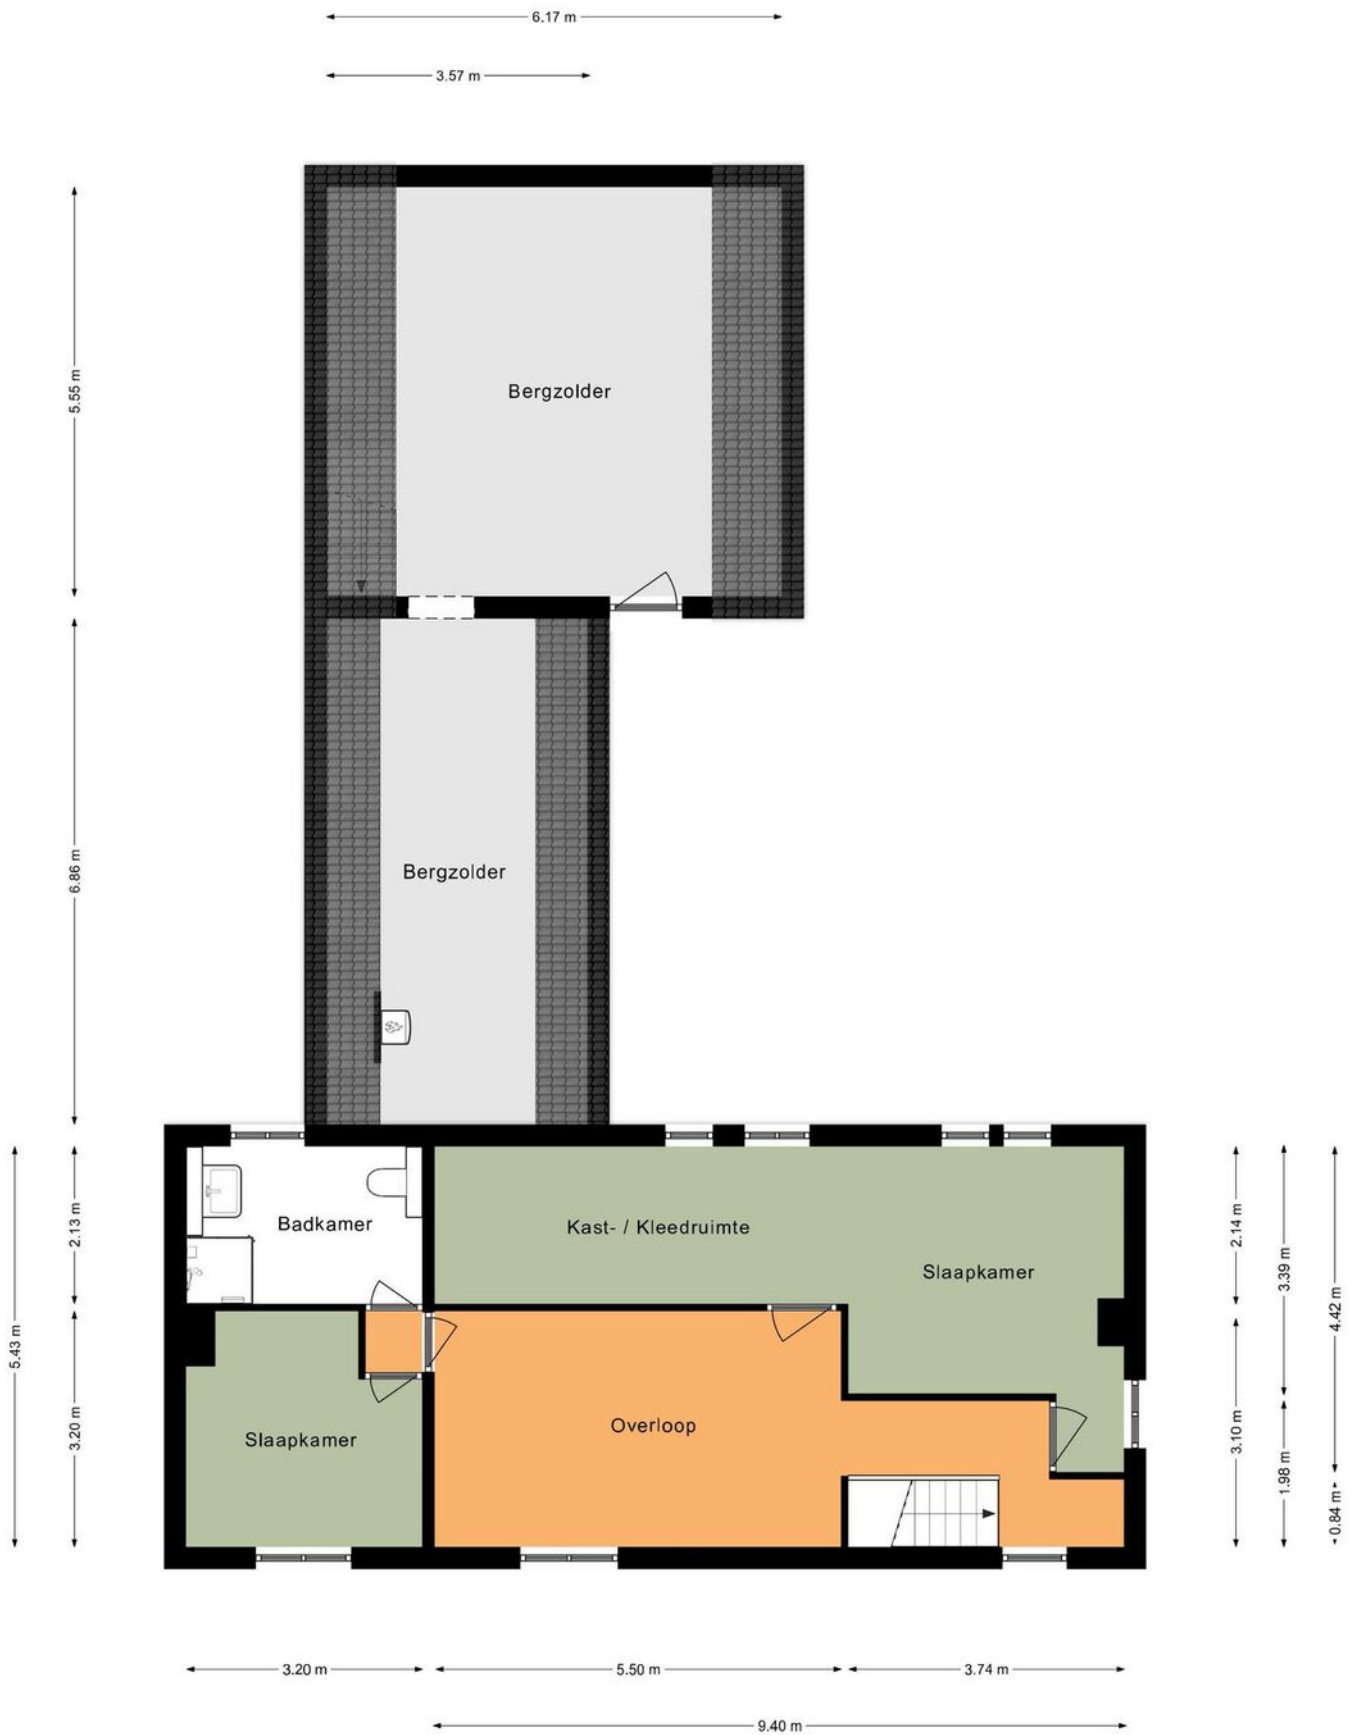 6.17 m
3.57 m
5.55 m
Bergzolder
6.86 m
Bergzolder
5.43 m
2.13 m
Badkamer
Kast- / Kleedruimte
Slaapkamer
2.14 m
3.39 m
4.42 m
3.20 m
Slaapkamer
Overloop
3.10 m
1.98 m
0.84 m
3.20 m
5.50 m
3.74 m
9.40 m